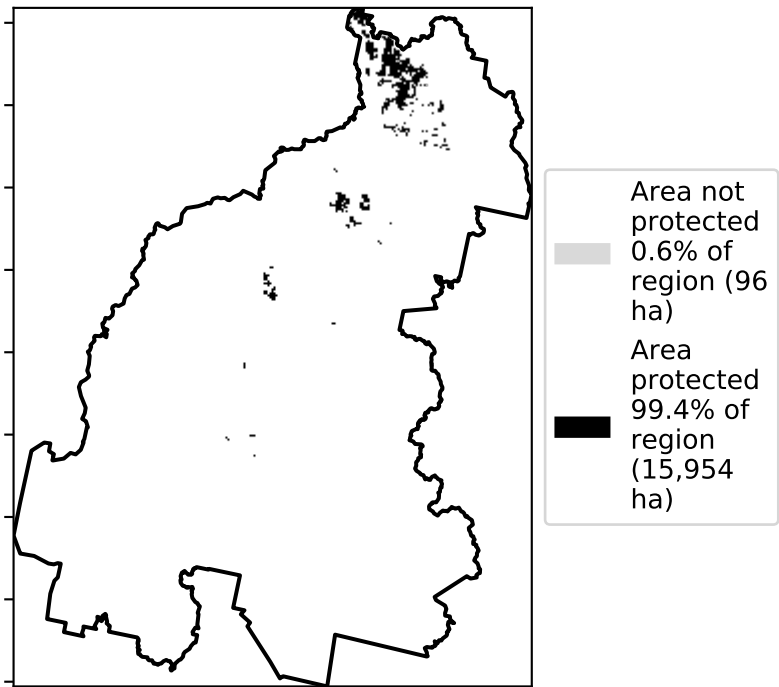 Area not
protected
0.6% of
region (96
ha)
Area
protected
99.4% of
region
(15,954
ha)